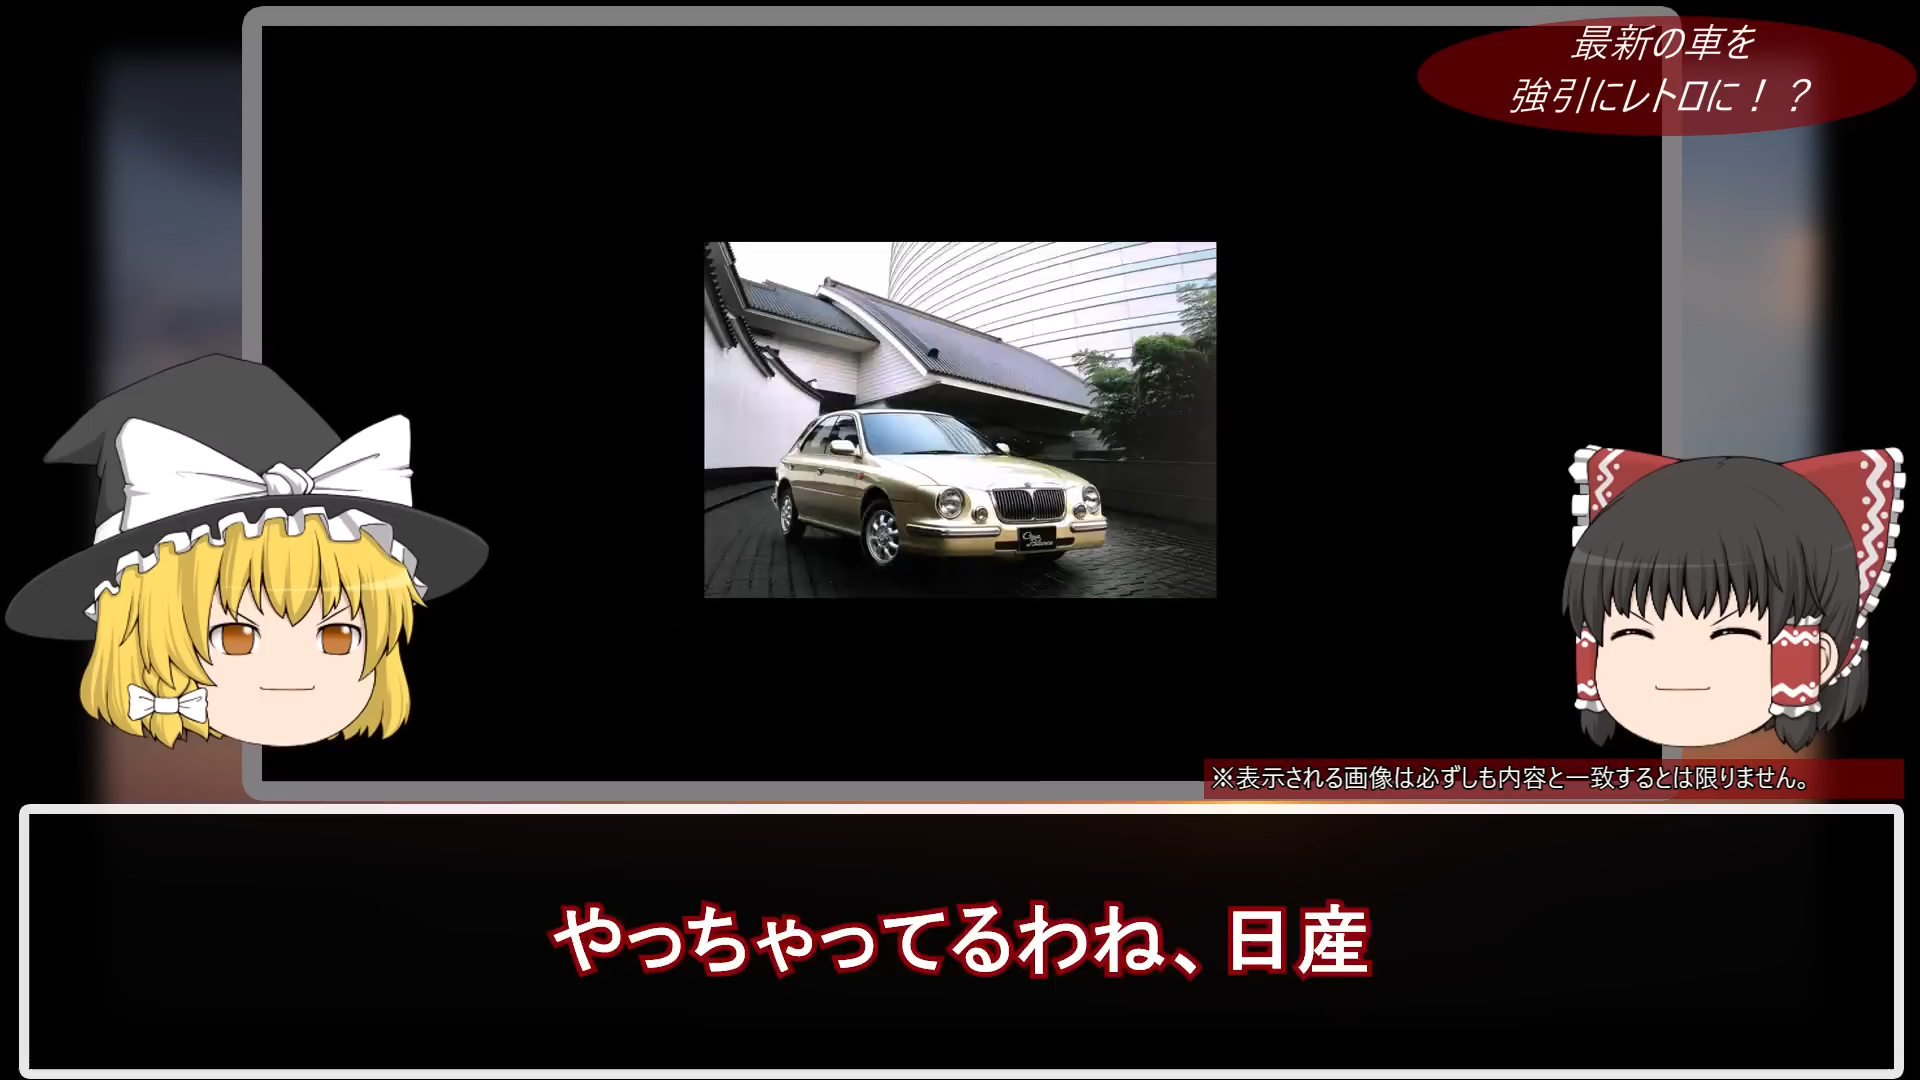 最新の車を
強引にレトロに！？
Casa
Blanca
※表示される画像は必ずしも内容と一致するとは限りません。
やっちゃってるわね、日産